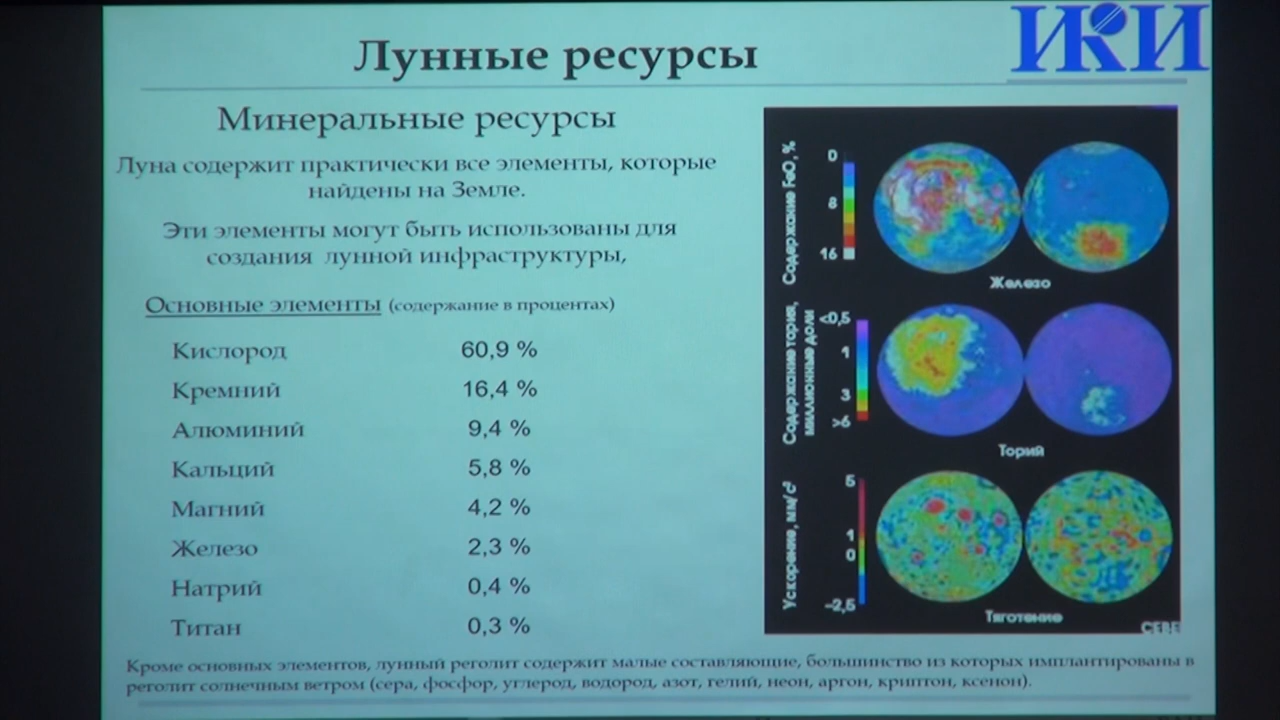 Лунные ресурсы
ИКИ
Минеральные ресурсы
Луна содержит практически все элементы, которые
найдены на Земле.
Эти элементы могут быть использованы для
создания лунной инфраструктуры,
Основные элементы (содержание в процентах)
Кислород 60,9 %
Кремний 16,4 %
Алюминий 9,4 %
Кальций 5,8 %
Магний 4,2 %
Железо 2,3 %
Натрий 0,4 %
Титан 0,3 %
Содержание FeO, %
0
8
16
Железо
Содержание тория,
миллионные доли
<0,5
1
3
>6
Торий
Ускорение, мм/с²
5
1
0
–2,5
Тяготение
Кроме основных элементов, лунный реголит содержит малые составляющие, большинство из которых имплантированы в
реголит солнечным ветром (сера, фосфор, углерод, водород, азот, гелий, неон, аргон, криптон, ксенон).